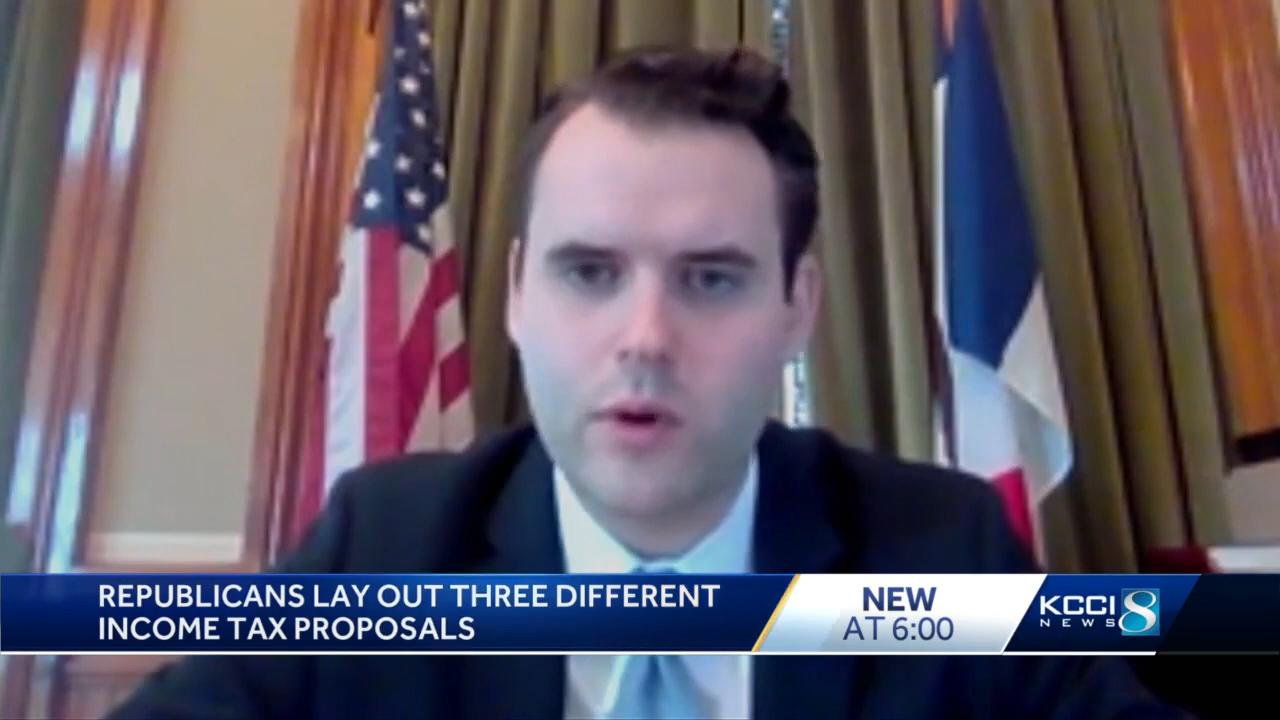 REPUBLICANS LAY OUT THREE DIFFERENT
INCOME TAX PROPOSALS
NEW
AT 6:00
KCCI 8
NEWS